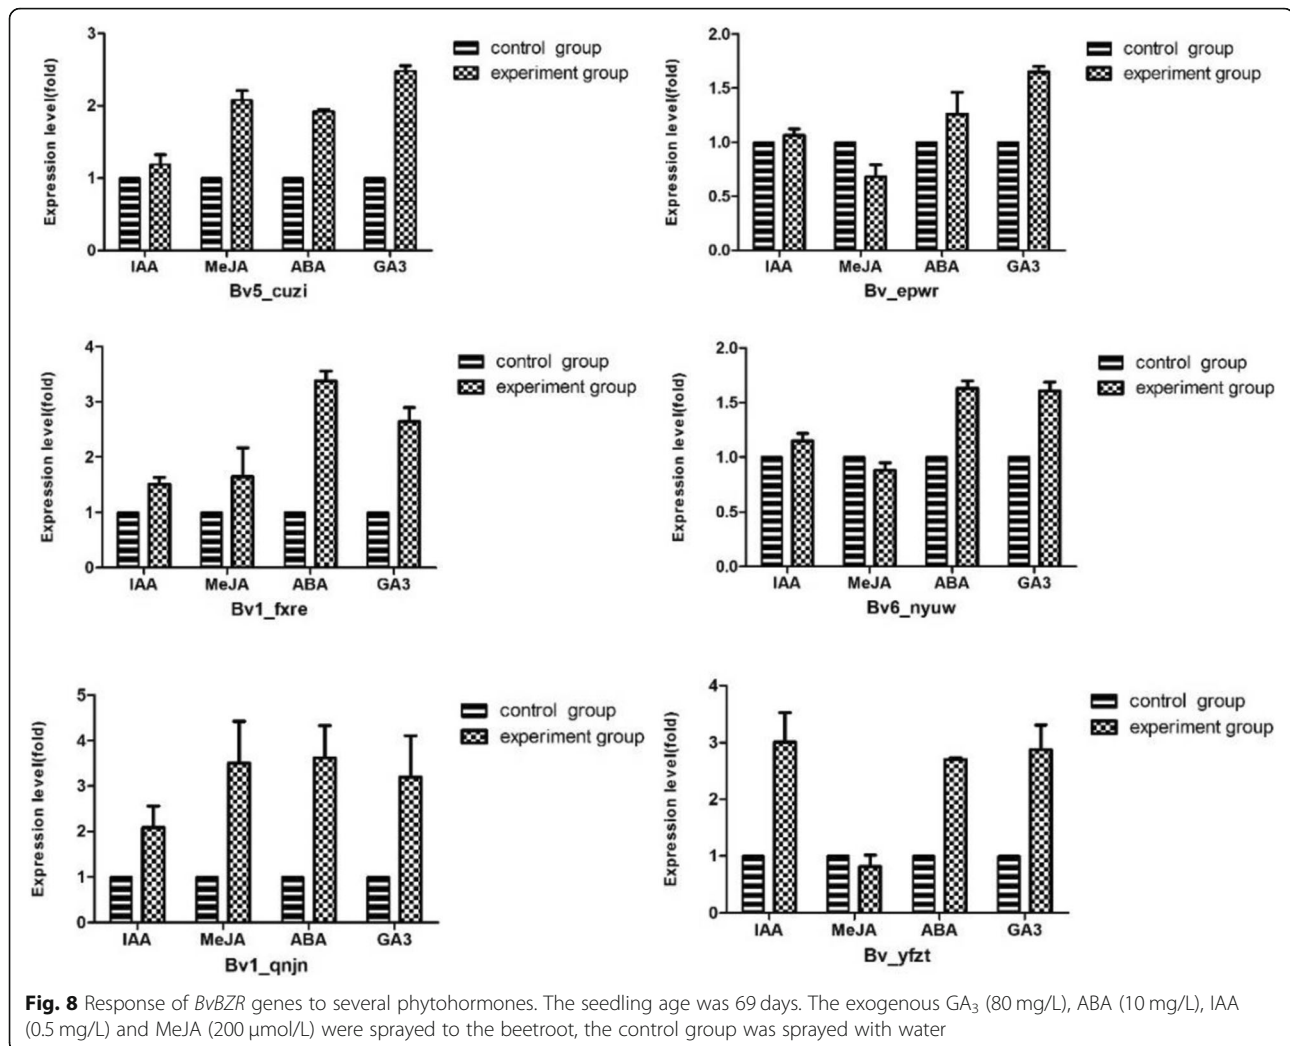 3
2
1
0
Expression level(fold)
control group
experiment group
IAA MeJA ABA GA3
Bv5_cuzi
2.0
1.5
1.0
0.5
0.0
Expression level(fold)
control group
experiment group
IAA MeJA ABA GA3
Bv_epwr
4
3
2
1
0
Expression level(fold)
control group
experiment group
IAA MeJA ABA GA3
Bv1_fxre
2.0
1.5
1.0
0.5
0.0
Expression level(fold)
control group
experiment group
IAA MeJA ABA GA3
Bv6_nyuw
5
4
3
2
1
0
Expression level(fold)
control group
experiment group
IAA MeJA ABA GA3
Bv1_qnjn
4
3
2
1
0
Expression level(fold)
control group
experiment group
IAA MeJA ABA GA3
Bv_yfzt
Fig. 8 Response of BvBZR genes to several phytohormones. The seedling age was 69 days. The exogenous GA₃ (80 mg/L), ABA (10 mg/L), IAA
(0.5 mg/L) and MeJA (200 μmol/L) were sprayed to the beetroot, the control group was sprayed with water